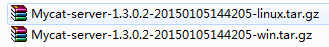 Mycat-server-1.3.0.2-20150105144205-linux.tar.gz
Mycat-server-1.3.0.2-20150105144205-win.tar.gz